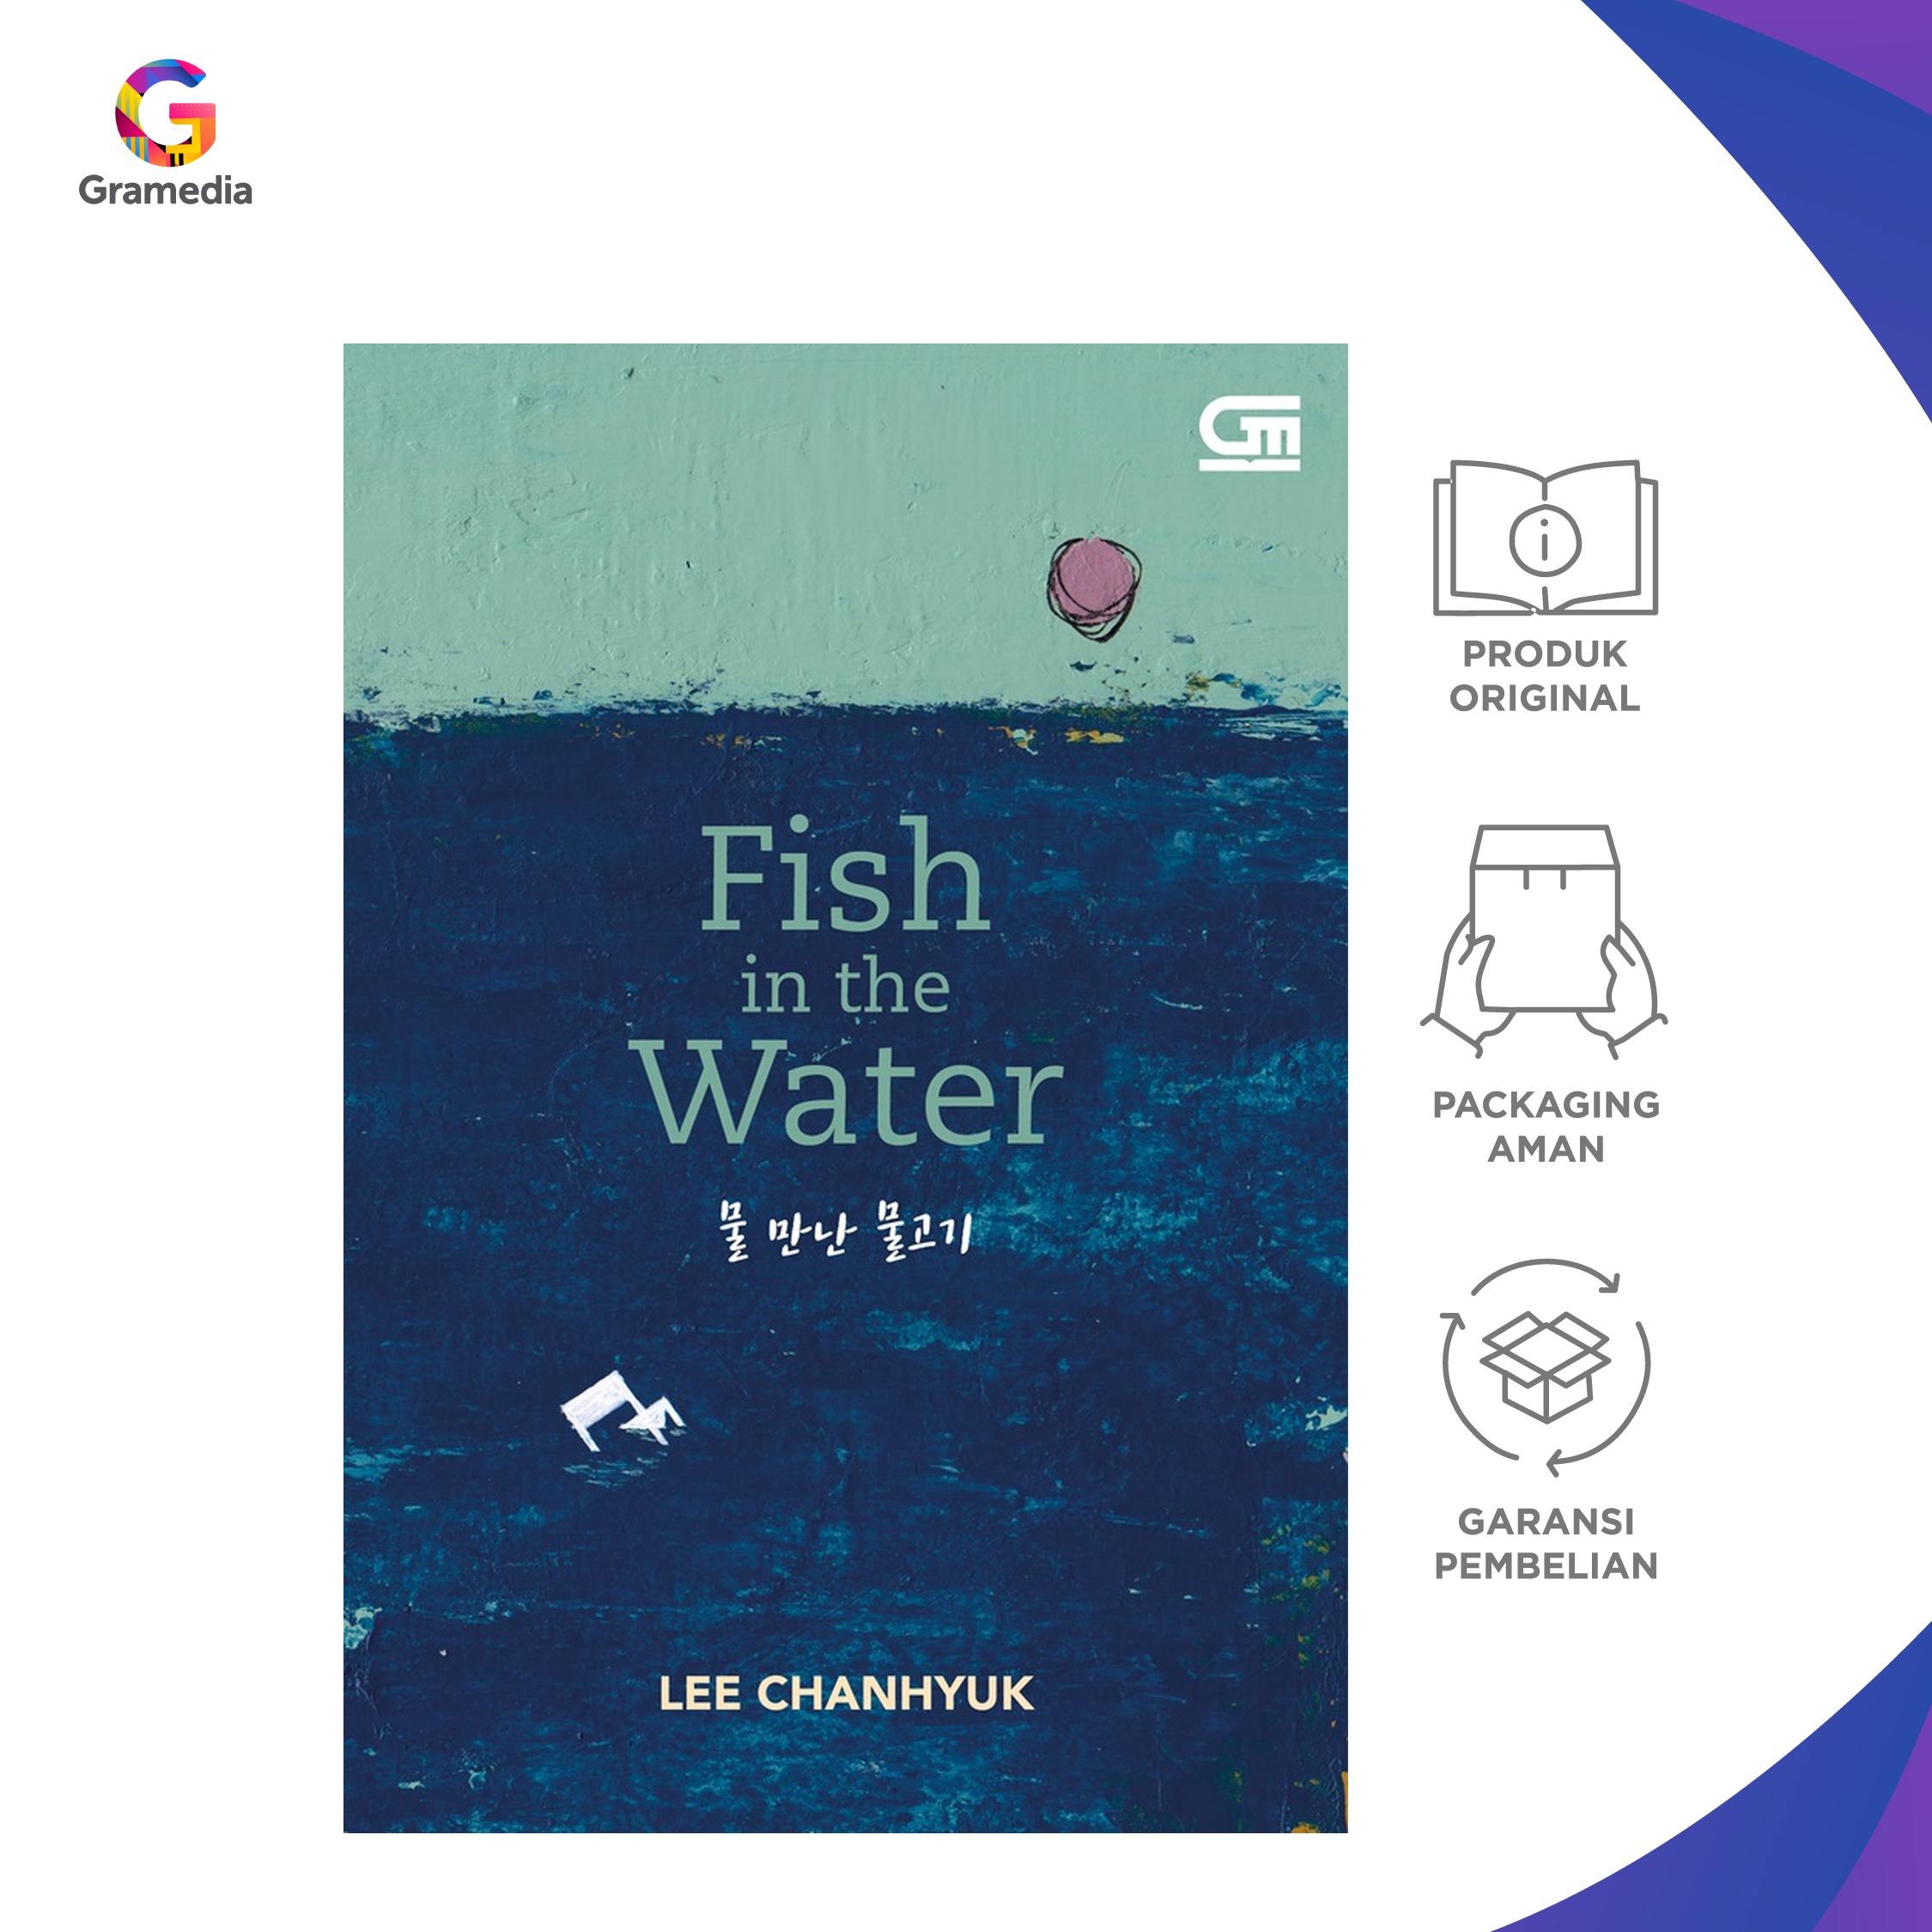 Gramedia
Gm
Fish
in the
Water
물 만난 물고기
LEE CHANHYUK
PRODUK
ORIGINAL
PACKAGING
AMAN
GARANSI
PEMBELIAN